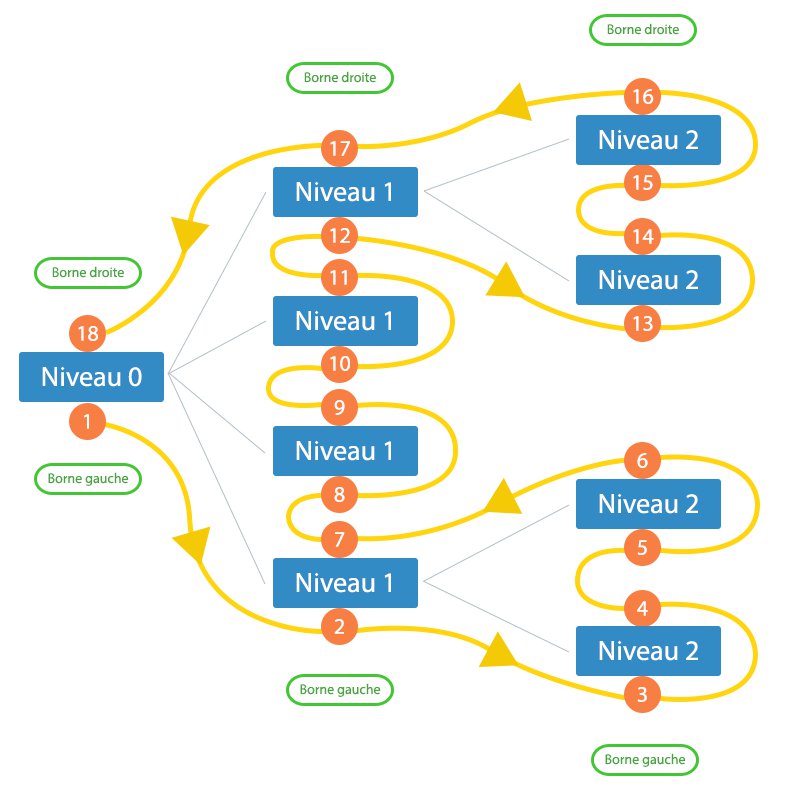 Borne droite
Borne droite
16
Niveau 2
17
15
Niveau 1
12
14
Borne droite
11
Niveau 2
Niveau 1
13
18
10
Niveau 0
9
1
Niveau 1
6
Borne gauche
8
Niveau 2
7
5
Niveau 1
4
2
Niveau 2
Borne gauche
3
Borne gauche